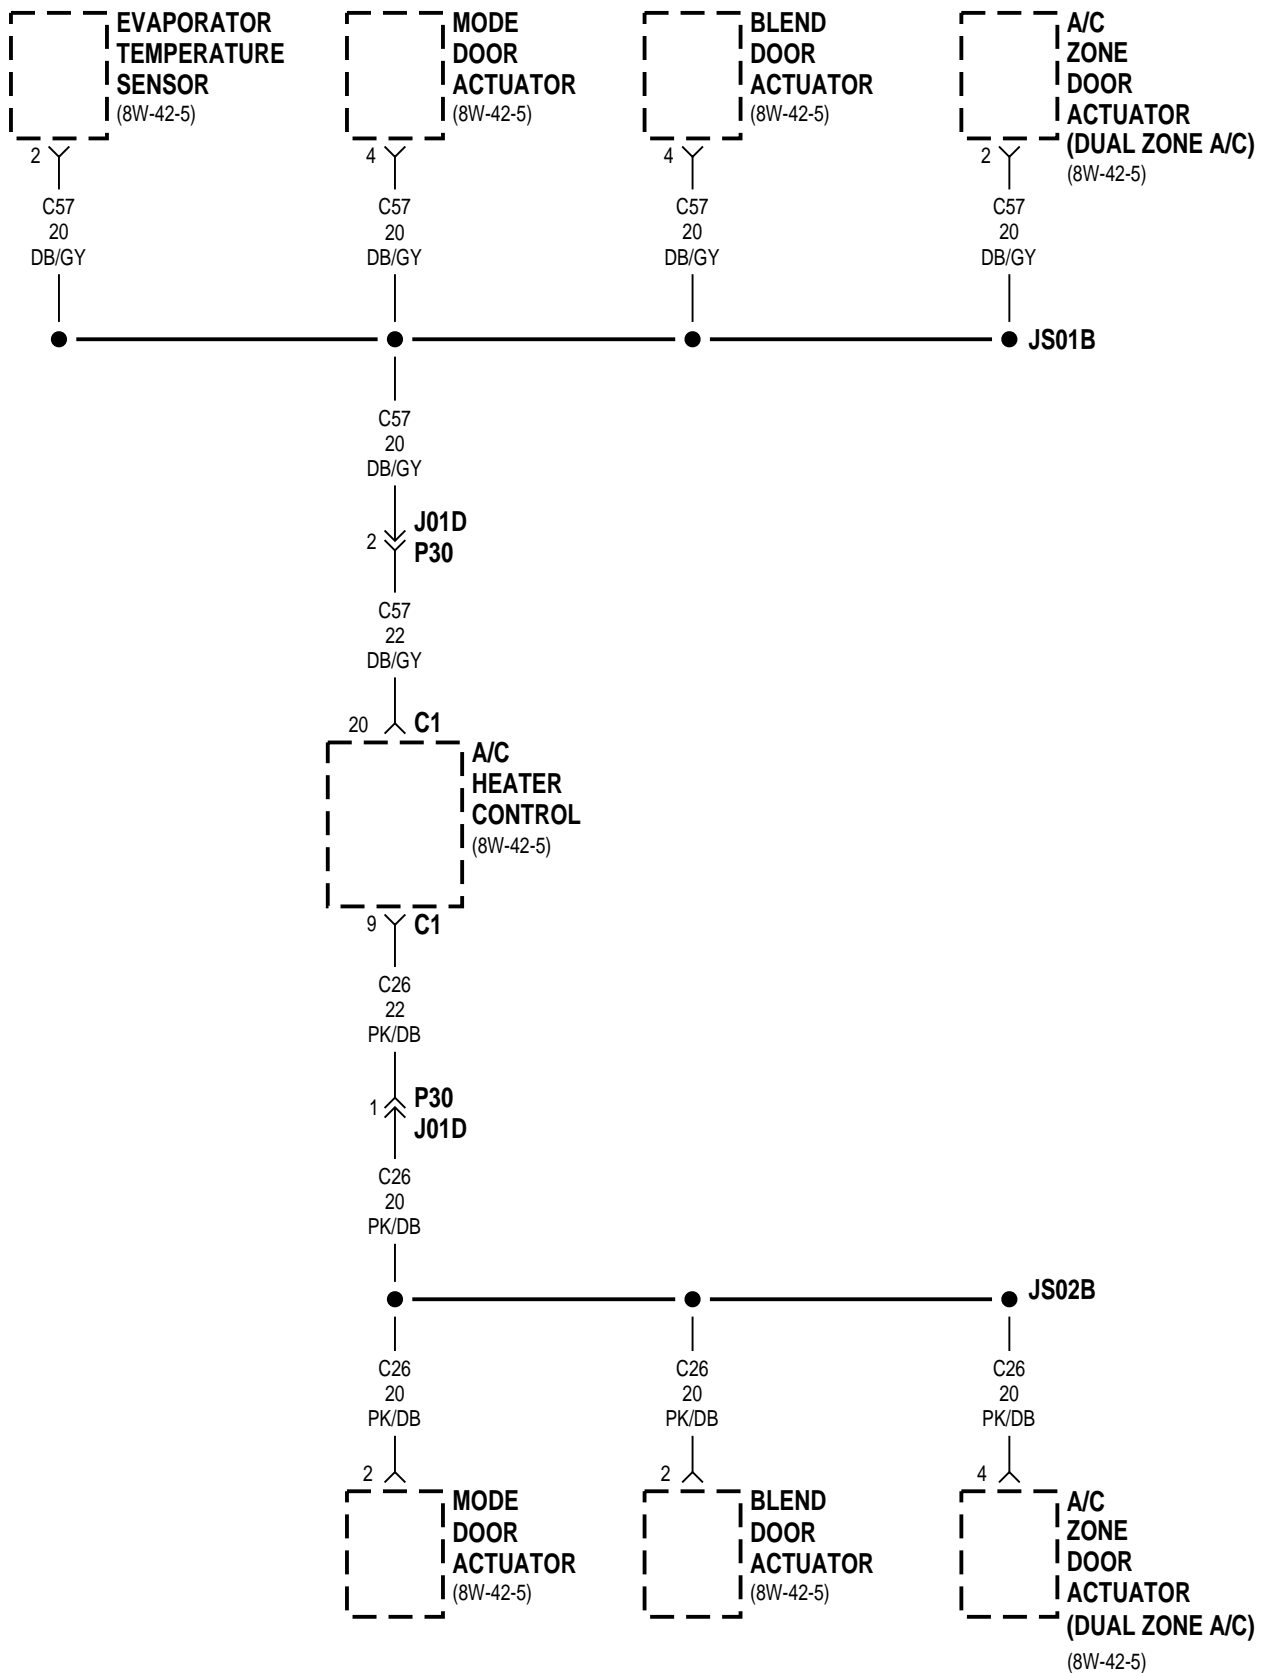 EVAPORATOR
TEMPERATURE
SENSOR
(8W-42-5)
MODE
DOOR
ACTUATOR
(8W-42-5)
BLEND
DOOR
ACTUATOR
(8W-42-5)
A/C
ZONE
DOOR
ACTUATOR
(DUAL ZONE A/C)
(8W-42-5)
2
4
4
2
C57
20
DB/GY
C57
20
DB/GY
C57
20
DB/GY
C57
20
DB/GY
JS01B
C57
20
DB/GY
2
J01D
P30
C57
22
DB/GY
20
C1
A/C
HEATER
CONTROL
(8W-42-5)
9
C1
C26
22
PK/DB
1
P30
J01D
C26
20
PK/DB
JS02B
C26
20
PK/DB
C26
20
PK/DB
C26
20
PK/DB
2
2
4
MODE
DOOR
ACTUATOR
(8W-42-5)
BLEND
DOOR
ACTUATOR
(8W-42-5)
A/C
ZONE
DOOR
ACTUATOR
(DUAL ZONE A/C)
(8W-42-5)